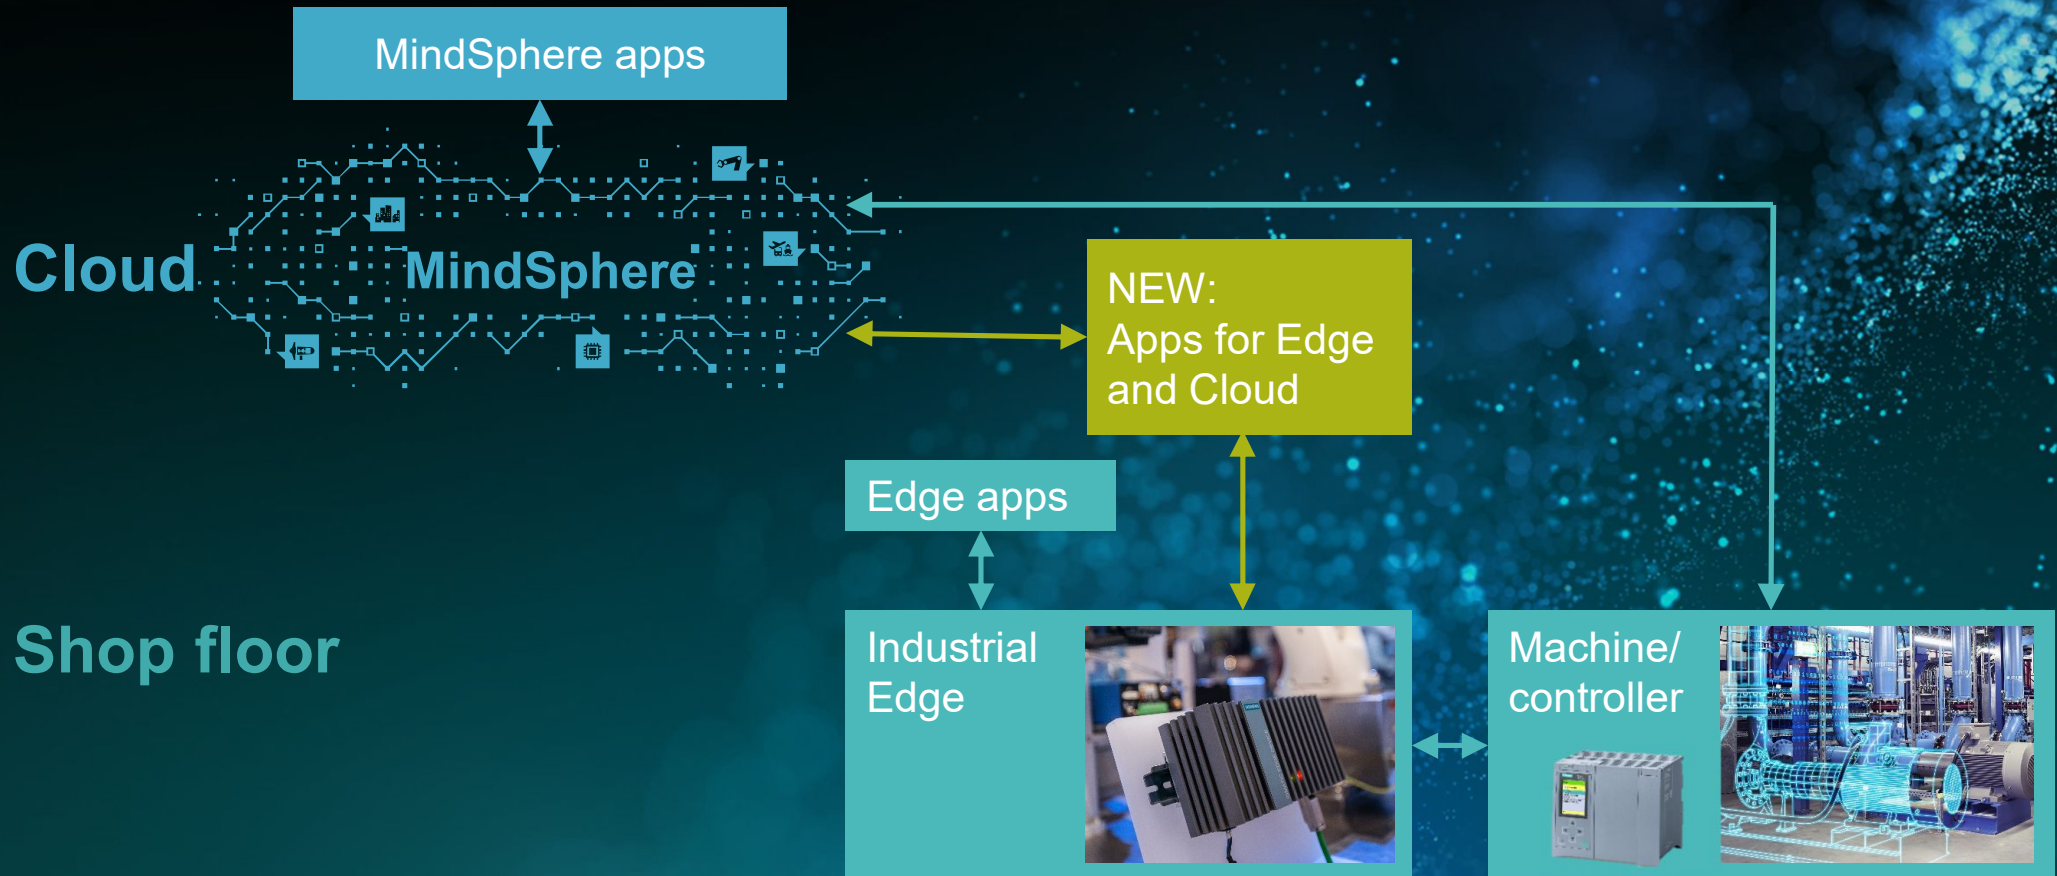 MindSphere apps
Cloud
MindSphere
NEW:
Apps for Edge
and Cloud
Edge apps
Shop floor
Industrial
Edge
Machine/
controller